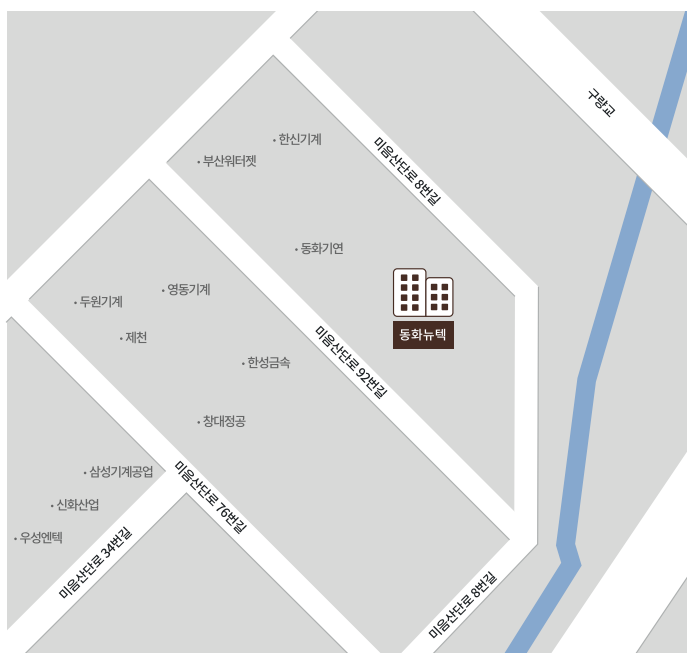 구랑교
· 한신기계
미음산단로 8번길
· 부산워터젯
· 동화기연
· 영동기계
· 두원기계
동화뉴텍
· 제천
미음산단로 92번길
· 한성금속
· 창대정공
· 삼성기계공업
미음산단로 76번길
· 신화산업
· 우성엔텍
미음산단로 34번길
미음산단로 8번길